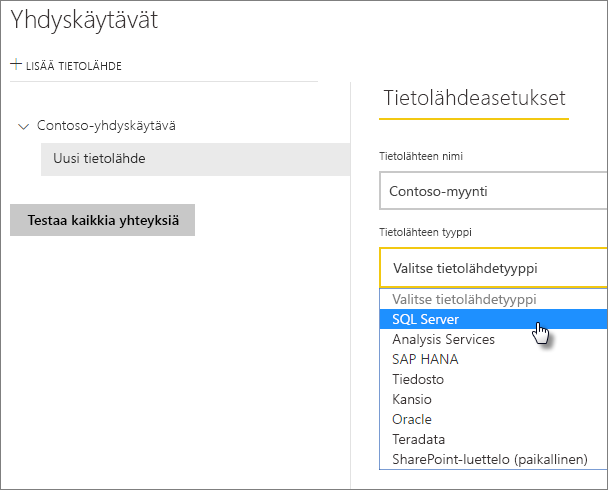 Yhdyskäytävät
LISÄÄ TIETOLÄHDE
Contoso-yhdyskäytävä
Uusi tietolähde
Testaa kaikkia yhteyksiä
Tietolähdeasetukset
Tietolähteen nimi
Contoso-myynti
Tietolähteen tyyppi
Valitse tietolähdetyyppi
Valitse tietolähdetyyppi
SQL Server
Analysis Services
SAP HANA
Tiedosto
Kansio
Oracle
Teradata
SharePoint-luettelo (paikallinen)